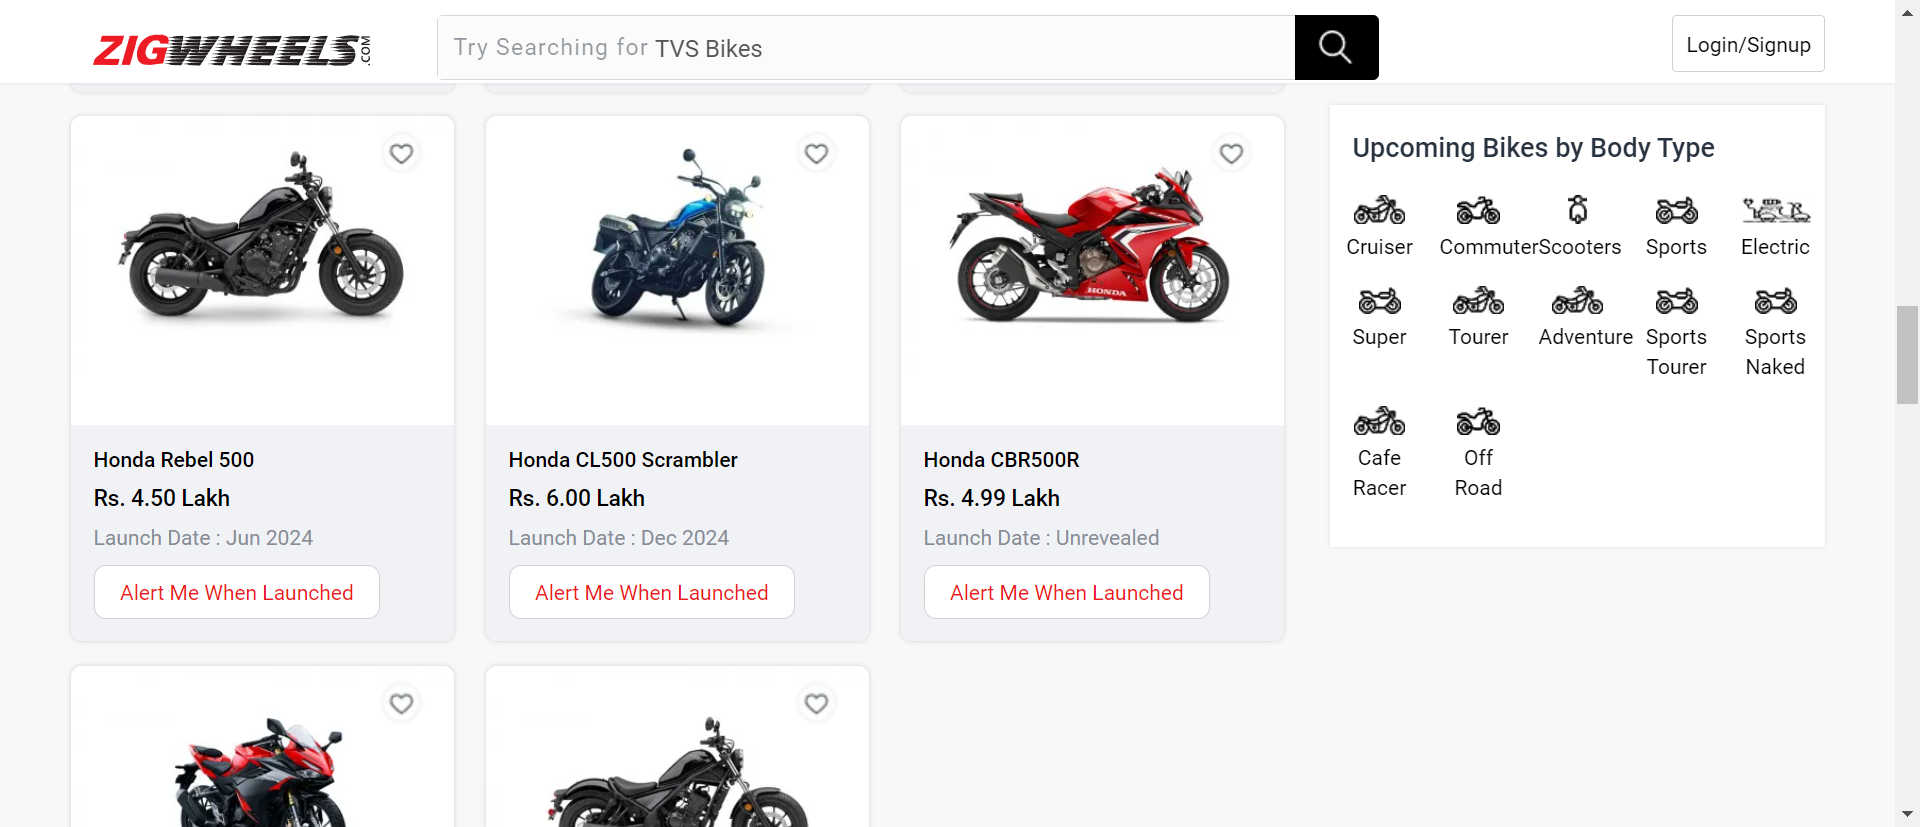 ZIGWHEELS.COM
Try Searching for TVS Bikes
Login/Signup
HONDA
Honda Rebel 500
Rs. 4.50 Lakh
Launch Date : Jun 2024
Alert Me When Launched
Honda CL500 Scrambler
Rs. 6.00 Lakh
Launch Date : Dec 2024
Alert Me When Launched
Honda CBR500R
Rs. 4.99 Lakh
Launch Date : Unrevealed
Alert Me When Launched
Upcoming Bikes by Body Type
Cruiser
Commuter
Scooters
Sports
Electric
Super
Tourer
Adventure
Sports
Tourer
Sports
Naked
Cafe
Racer
Off
Road